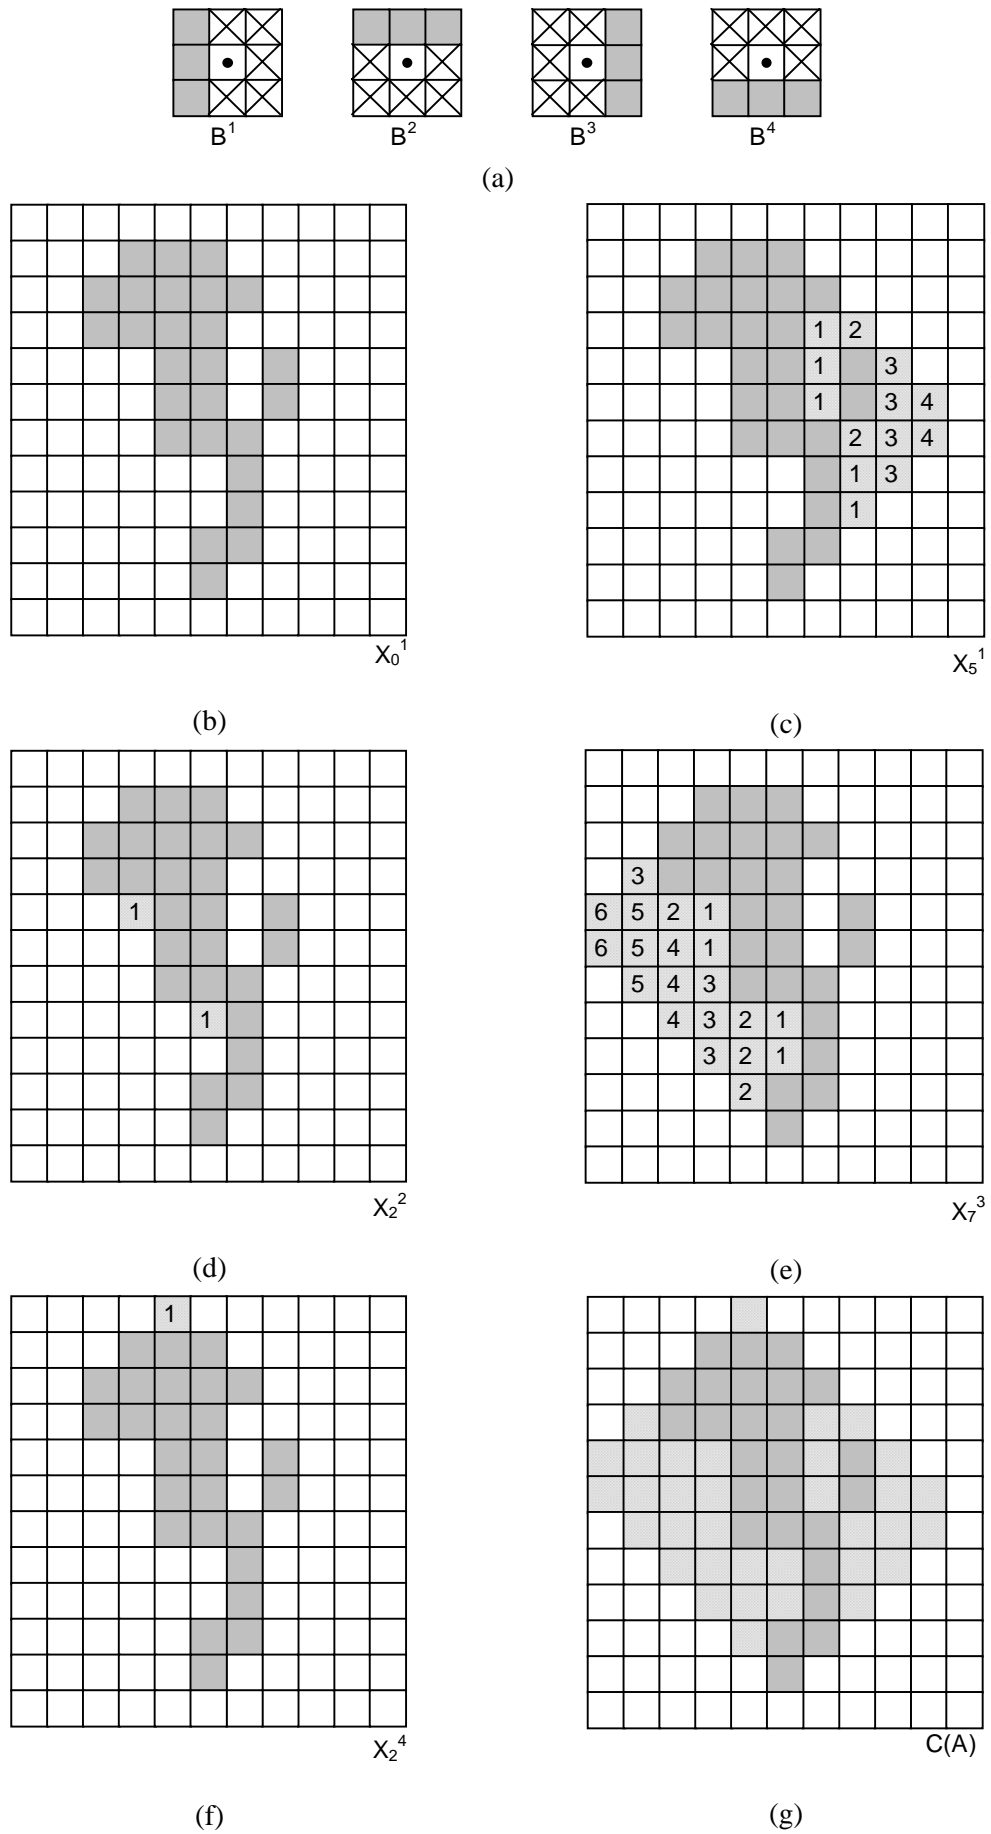 B¹ B² B³ B⁴
(a)
1 2
1 3
1 3 4
2 3 4
1 3
1
X₀¹ X₅¹
(b) (c)
3
1 6 5 2 1
6 5 4 1
5 4 3
1 4 3 2 1
3 2 1
2
X₂² X₇³
(d) (e)
1
X₂⁴ C(A)
(f) (g)